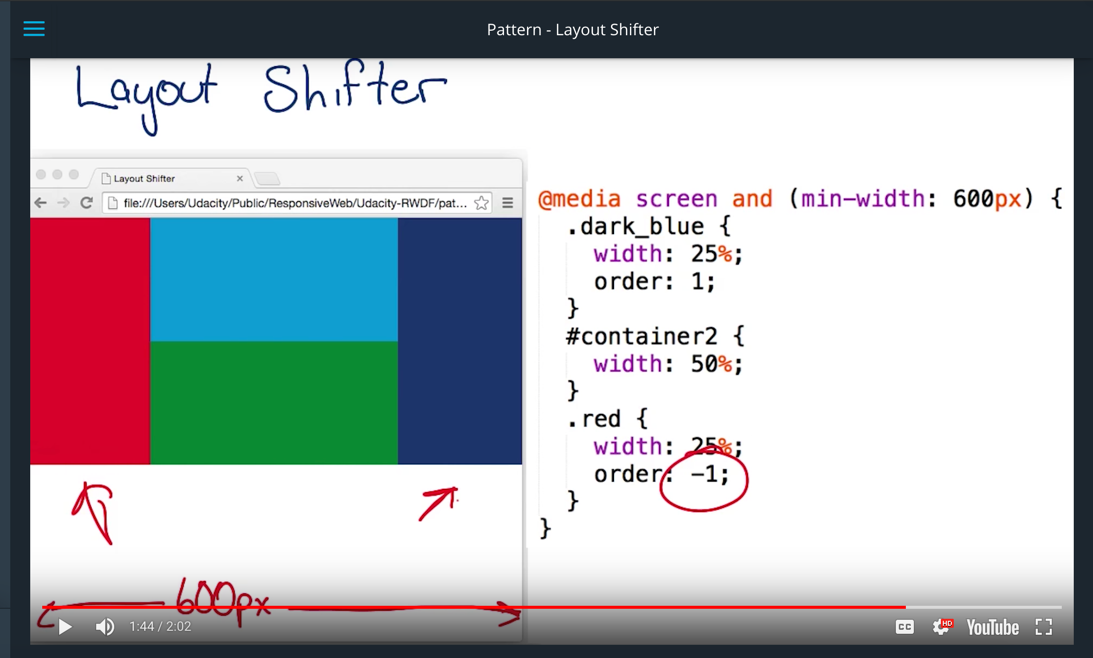 Pattern - Layout Shifter
Layout Shifter
Layout Shifter
file:///Users/Udacity/Public/ResponsiveWeb/Udacity-RWDF/pat...
@media screen and (min-width: 600px) {
.dark_blue {
width: 25%;
order: 1;
}
#container2 {
width: 50%;
}
.red {
width: 25%;
order: -1;
}
}
600px
1:44 / 2:02
CC
HD
YouTube